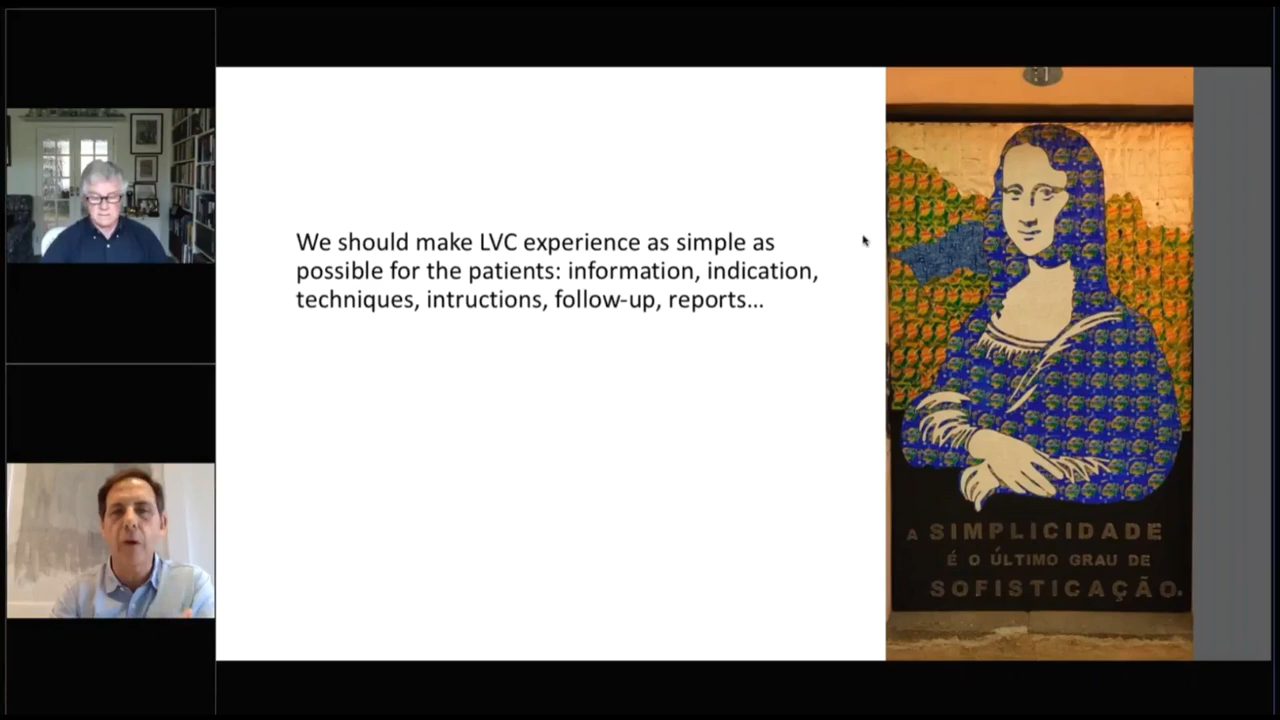 We should make LVC experience as simple as
possible for the patients: information, indication,
techniques, intructions, follow-up, reports...
A SIMPLICIDADE
É O ÚLTIMO GRAU DE
SOFISTICAÇÃO.